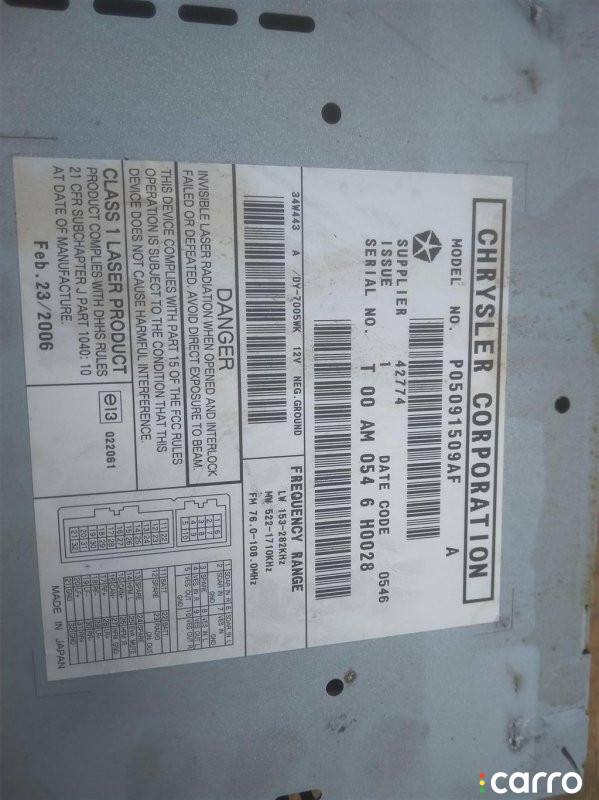 CHRYSLER CORPORATION
MODEL NO. P05091509AF A
SUPPLIER 42774 DATE CODE 0546
ISSUE 1
SERIAL NO. T 00 AM 054 6 H0028
34W443 A /DY-7005WK 12V NEG.GROUND
FREQUENCY RANGE
LW 153-282KHz
MW 522-1710KHz
FM 76.0-108.0MHz
DANGER
INVISIBLE LASER RADIATION WHEN OPENED AND INTERLOCK
FAILED OR DEFEATED. AVOID DIRECT EXPOSURE TO BEAM.
THIS DEVICE COMPLIES WITH PART 15 OF THE FCC RULES
OPERATION IS SUBJECT TO THE CONDITION THAT THIS
DEVICE DOES NOT CAUSE HARMFUL INTERFERENCE.
CLASS 1 LASER PRODUCT
PRODUCT COMPLIES WITH DHHS RULES
21 CFR SUBCHAPTER J PART 1040: 10
AT DATE OF MANUFACTURE.
Feb. 23/2006
e13 022061
MADE IN JAPAN
carro